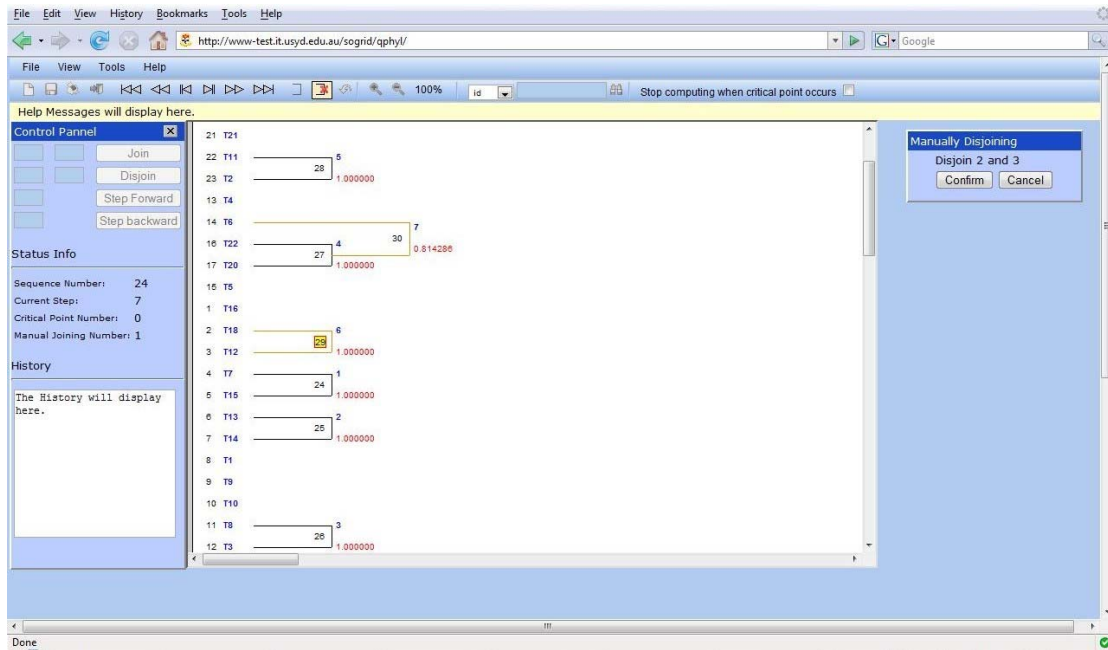 File Edit View History Bookmarks Tools Help
http://www-test.it.usyd.edu.au/sogrid/qphyl/
G Google
File View Tools Help
100% id Stop computing when critical point occurs
Help Messages will display here.
Control Pannel
Join
Disjoin
Step Forward
Step backward
Status Info
Sequence Number: 24
Current Step: 7
Critical Point Number: 0
Manual Joining Number: 1
History
The History will display
here.
21 T21
22 T11 5
28
23 T2 1.000000
13 T4
14 T6 7
30
0.814286
16 T22 4
27
17 T20 1.000000
15 T5
1 T16
2 T18 6
29
3 T12 1.000000
4 T7 1
24
5 T15 1.000000
6 T13 2
25
7 T14 1.000000
8 T1
9 T9
10 T10
11 T8 3
26
12 T3 1.000000
Manually Disjoining
Disjoin 2 and 3
Confirm Cancel
Done